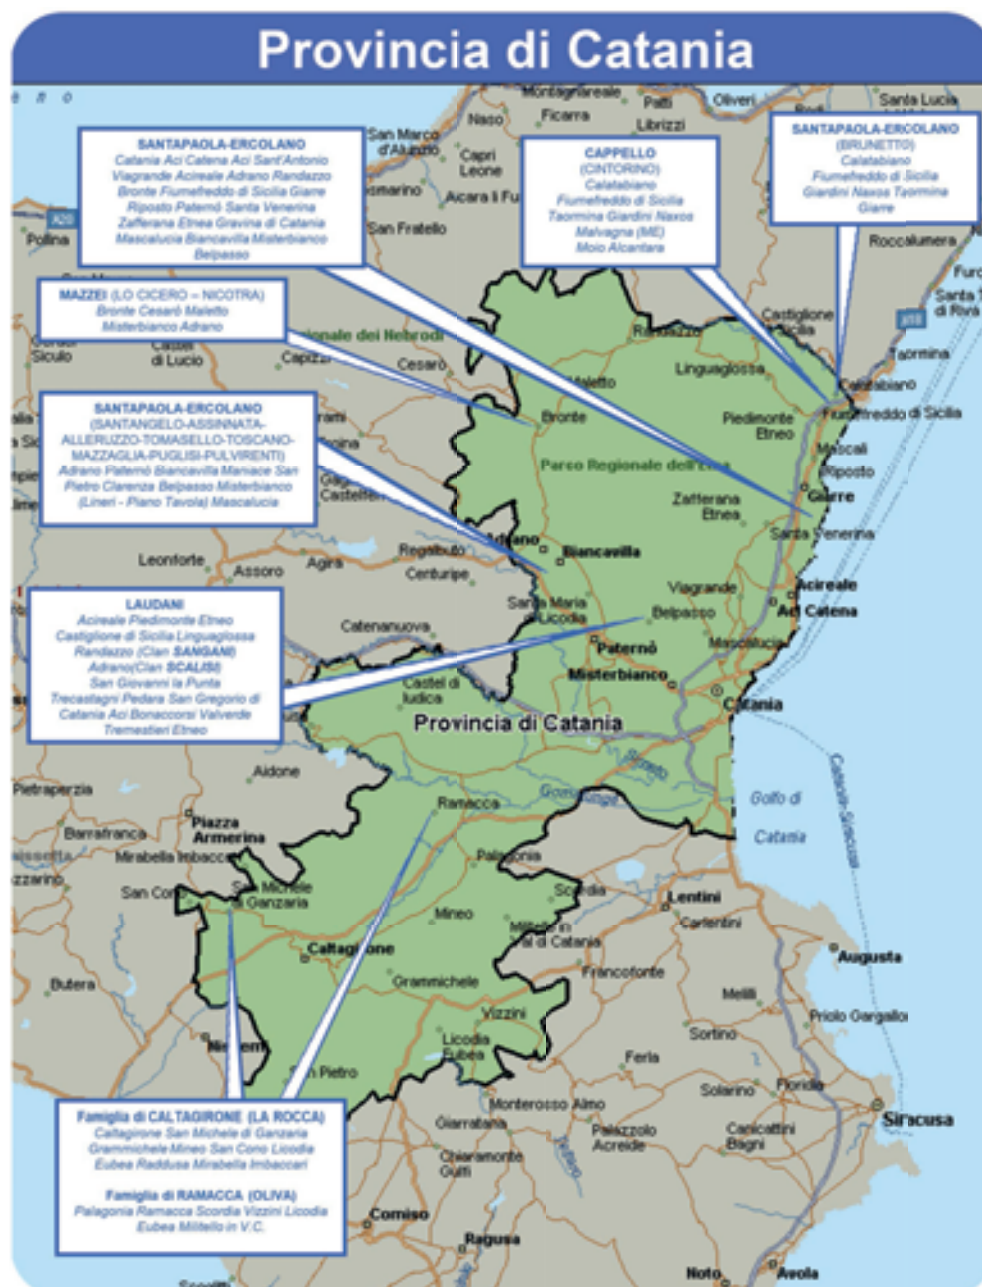 Provincia di Catania
SANTAPAOLA-ERCOLANO
Catania Aci Catena Aci Sant'Antonio
Viagrande Acireale Adrano Randazzo
Bronte Fiumefreddo di Sicilia Giarre
Riposto Paternò Santa Venerina
Zafferana Etnea Gravina di Catania
Mascalucia Biancavilla Misterbianco
Belpasso
CAPPELLO
(CINTORINO)
Calatabiano
Fiumefreddo di Sicilia
Taormina Giardini Naxos
Malvagna (ME)
Moio Alcantara
SANTAPAOLA-ERCOLANO
(BRUNETTO)
Calatabiano
Fiumefreddo di Sicilia
Giardini Naxos Taormina
Giarre
MAZZEI (LO CICERO – NICOTRA)
Bronte Cesarò Maletto
Misterbianco Adrano
SANTAPAOLA-ERCOLANO
(SANTANGELO-ASSINNATA-
ALLERUZZO-TOMASELLO-TOSCANO-
MAZZAGLIA-PUGLISI-PULVIRENTI)
Adrano Paternò Biancavilla Maniace San
Pietro Clarenza Belpasso Misterbianco
(Lineri - Piano Tavola) Mascalucia
LAUDANI
Acireale Piedimonte Etneo
Castiglione di Sicilia Linguaglossa
Randazzo (Clan SANGANI)
Adrano(Clan SCALISI)
San Giovanni la Punta
Trecastagni Pedara San Gregorio di
Catania Aci Bonaccorsi Valverde
Tremestieri Etneo
Famiglia di CALTAGIRONE (LA ROCCA)
Caltagirone San Michele di Ganzaria
Grammichele Mineo San Cono Licodia
Eubea Raddusa Mirabella Imbaccari
Famiglia di RAMACCA (OLIVA)
Palagonia Ramacca Scordia Vizzini Licodia
Eubea Militello in V.C.
Montagnareale
Patti
Oliveri
Santa Lucia
Naso
Ficarra
Librizzi
San Marco
d'Alunzio
Capri
Leone
San Fratello
A20
Pollina
Roccalumera
Santa T
di Riva
A18
Taormina
Castiglione
Sicilia
Randazzo
Linguaglossa
Calatabiano
Fiumefreddo di Sicilia
Siculo
di Lucio
Capizzi
Cesarò
Maletto
Bronte
Piedimonte
Etneo
Mascali
Riposto
Giarre
Parco Regionale dell'Etna
Zafferana
Etnea
Santa Venerina
Adrano
Biancavilla
Leonforte
Assoro
Agira
Regalbuto
Centuripe
Catenanuova
Santa Maria
Licodia
Viagrande
Acireale
Aci Catena
Belpasso
Mascalucia
Paternò
Misterbianco
Catania
Castel di
Iudica
Provincia di Catania
Simeto
Golfo di
Catania
Catania-Siracusa
Aidone
Pietraperzia
Barrafranca
Piazza
Armerina
Mirabella Imbacc
Ramacca
Palagonia
San Cono
San Michele
di Ganzaria
Mineo
Scordia
Militello in
Val di Catania
Lentini
Carlentini
Augusta
Caltagirone
Grammichele
Francofonte
Butera
Vizzini
Licodia
Eubea
Melilli
Priolo Gargallo
Sortino
Ferla
Solarino
Floridia
Siracusa
Monterosso Almo
Giarratana
Palazzolo
Acreide
Canicattini
Bagni
Chiaramonte
Gulfi
Comiso
Ragusa
Noto
Avola